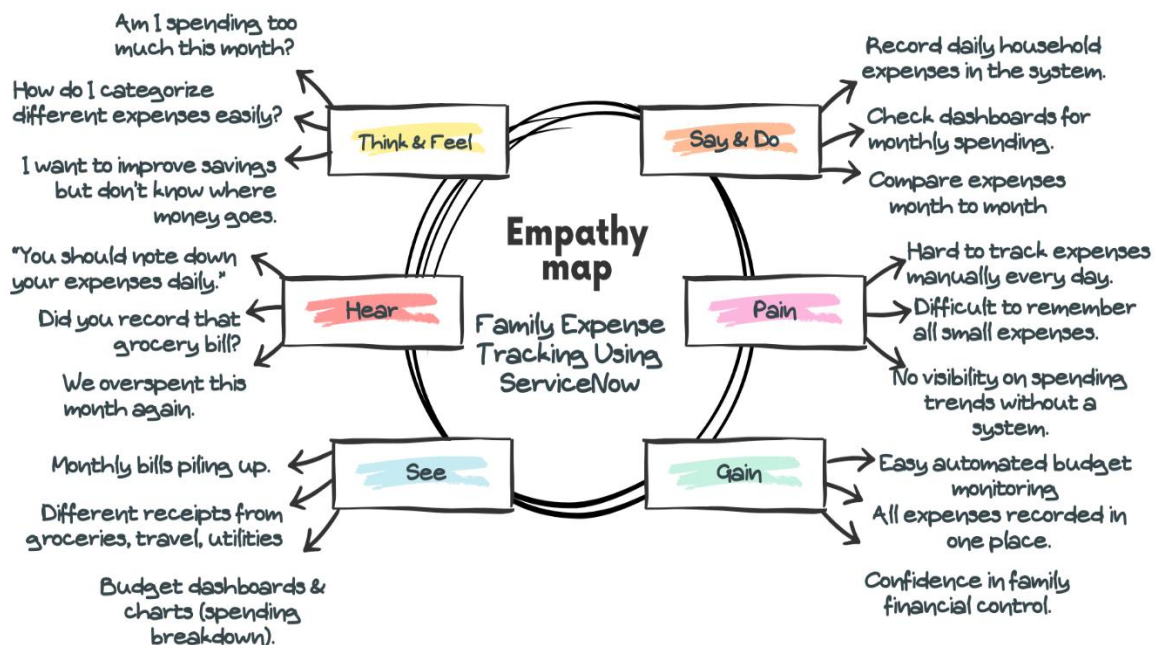 Am I spending too
much this month?
How do I categorize
different expenses easily?
I want to improve savings
but don't know where
money goes.
Think & Feel
Say & Do
Record daily household
expenses in the system.
Check dashboards for
monthly spending.
Compare expenses
month to month
Empathy
map
Family Expense
Tracking Using
ServiceNow
"You should note down
your expenses daily."
Did you record that
grocery bill?
We overspent this
month again.
Hear
Pain
Hard to track expenses
manually every day.
Difficult to remember
all small expenses.
No visibility on spending
trends without a
system.
Monthly bills piling up.
Different receipts from
groceries, travel, utilities
Budget dashboards &
charts (spending
breakdown).
See
Gain
Easy automated budget
monitoring
All expenses recorded in
one place.
Confidence in family
financial control.